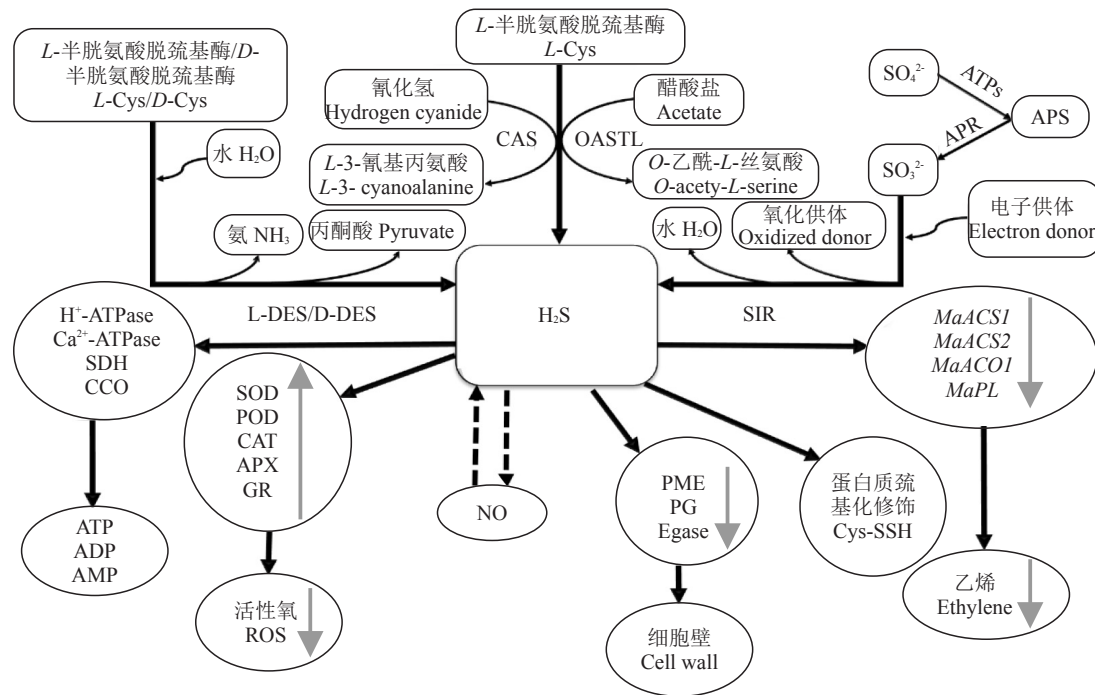 L-半胱氨酸脱巯基酶/D-
半胱氨酸脱巯基酶
L-Cys/D-Cys
L-半胱氨酸脱巯基酶
L-Cys
氰化氢
Hydrogen cyanide
醋酸盐
Acetate
SO₄²⁻
ATPs
APS
APR
SO₃²⁻
水 H₂O
CAS
OASTL
L-3-氰基丙氨酸
L-3- cyanoalanine
O-乙酰-L-丝氨酸
O-acety-L-serine
氨 NH₃
丙酮酸 Pyruvate
水 H₂O
氧化供体
Oxidized donor
电子供体
Electron donor
L-DES/D-DES
H₂S
SIR
H⁺-ATPase
Ca²⁺-ATPase
SDH
CCO
MaACS1
MaACS2
MaACO1
MaPL
SOD
POD
CAT
APX
GR
NO
PME
PG
Egase
蛋白质巯
基化修饰
Cys-SSH
ATP
ADP
AMP
活性氧
ROS
细胞壁
Cell wall
乙烯
Ethylene